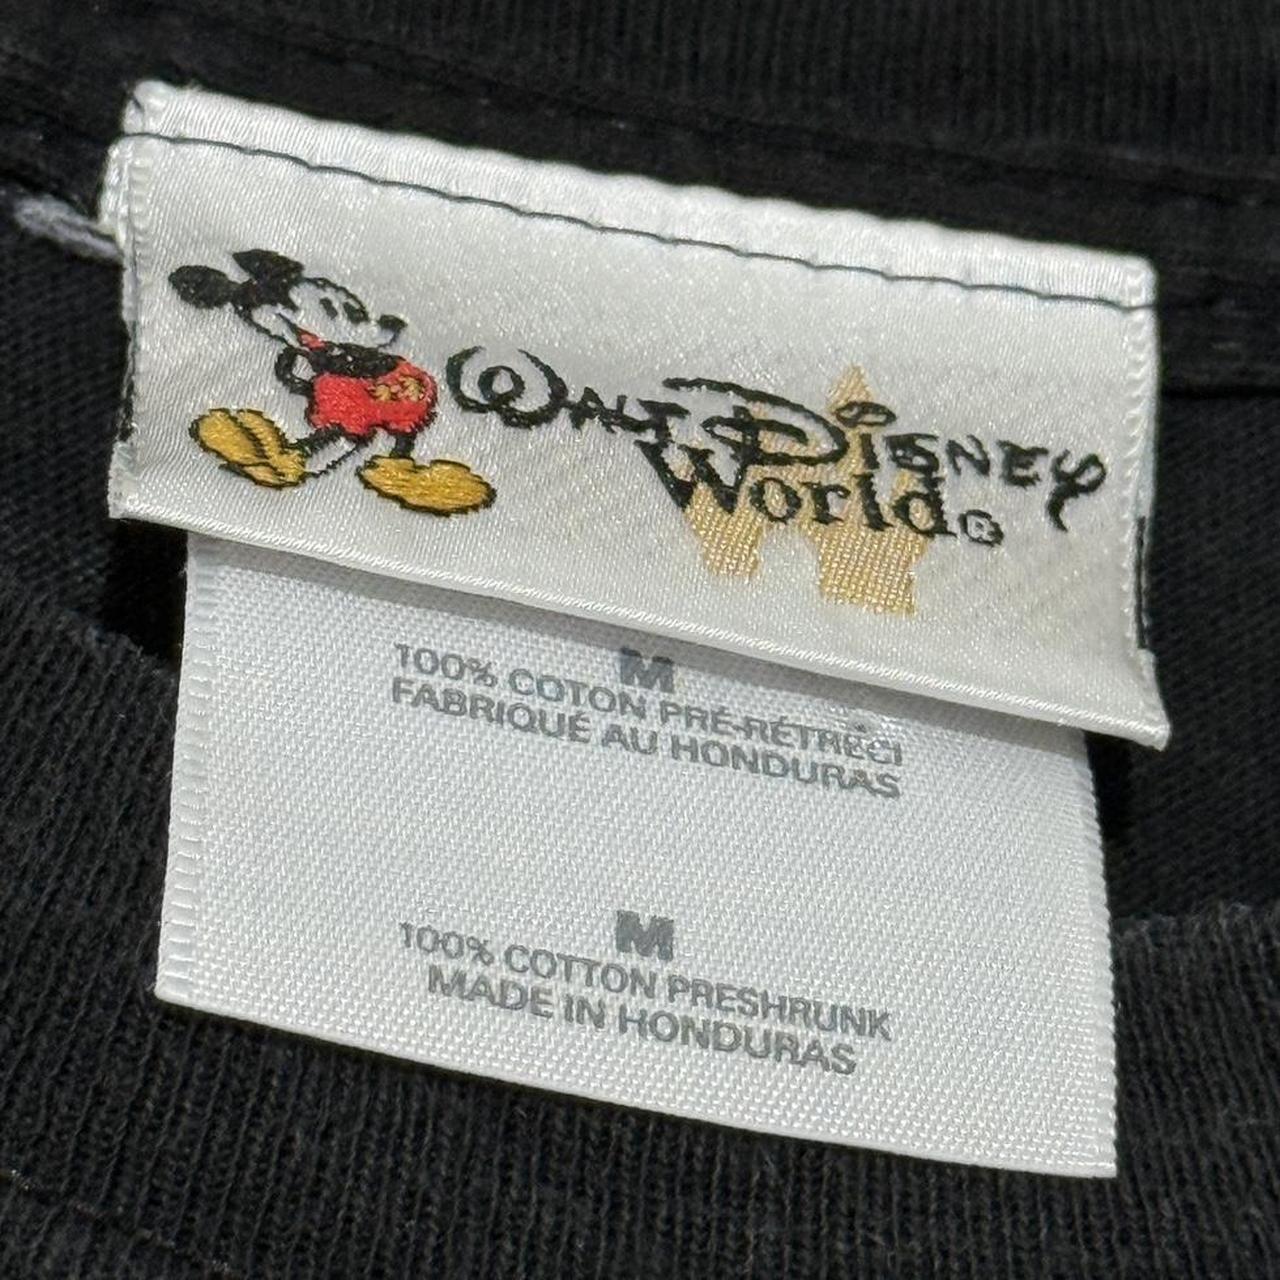 WALT DISNEY
World®
M
100% COTON PRÉ-RÉTRÉCI
FABRIQUÉ AU HONDURAS
M
100% COTTON PRESHRUNK
MADE IN HONDURAS